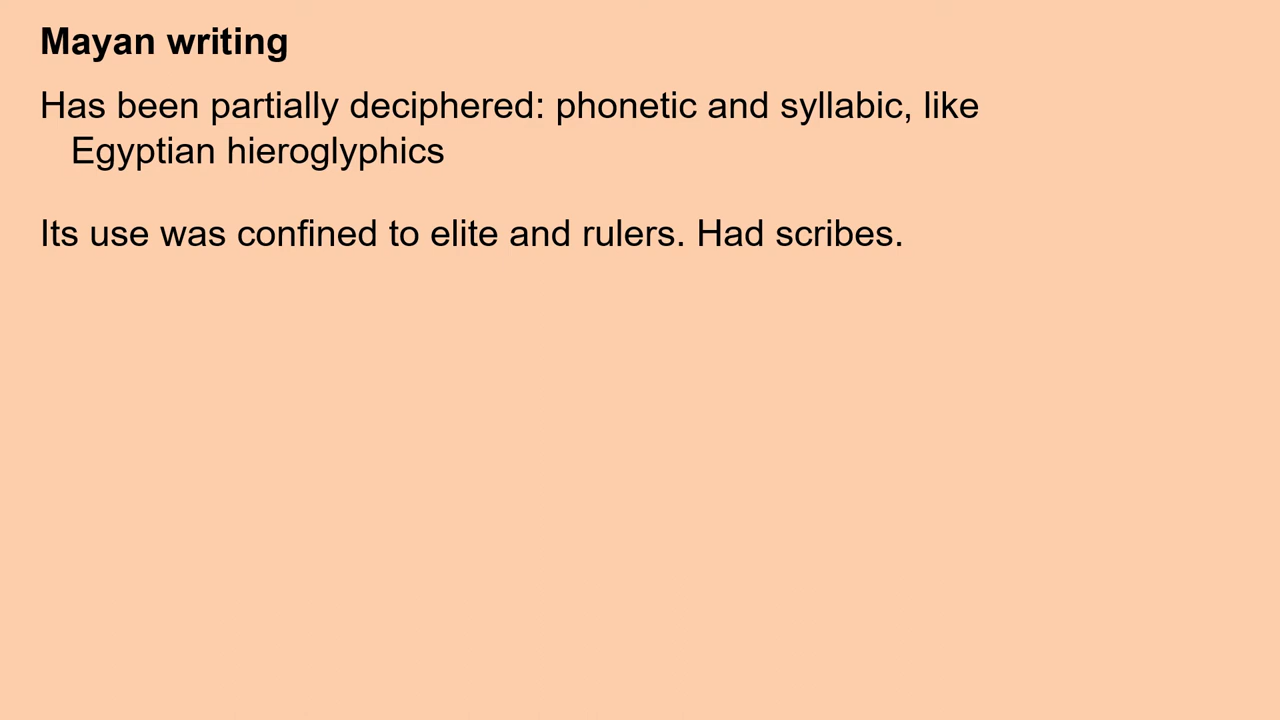 Mayan writing
Has been partially deciphered: phonetic and syllabic, like
Egyptian hieroglyphics
Its use was confined to elite and rulers. Had scribes.